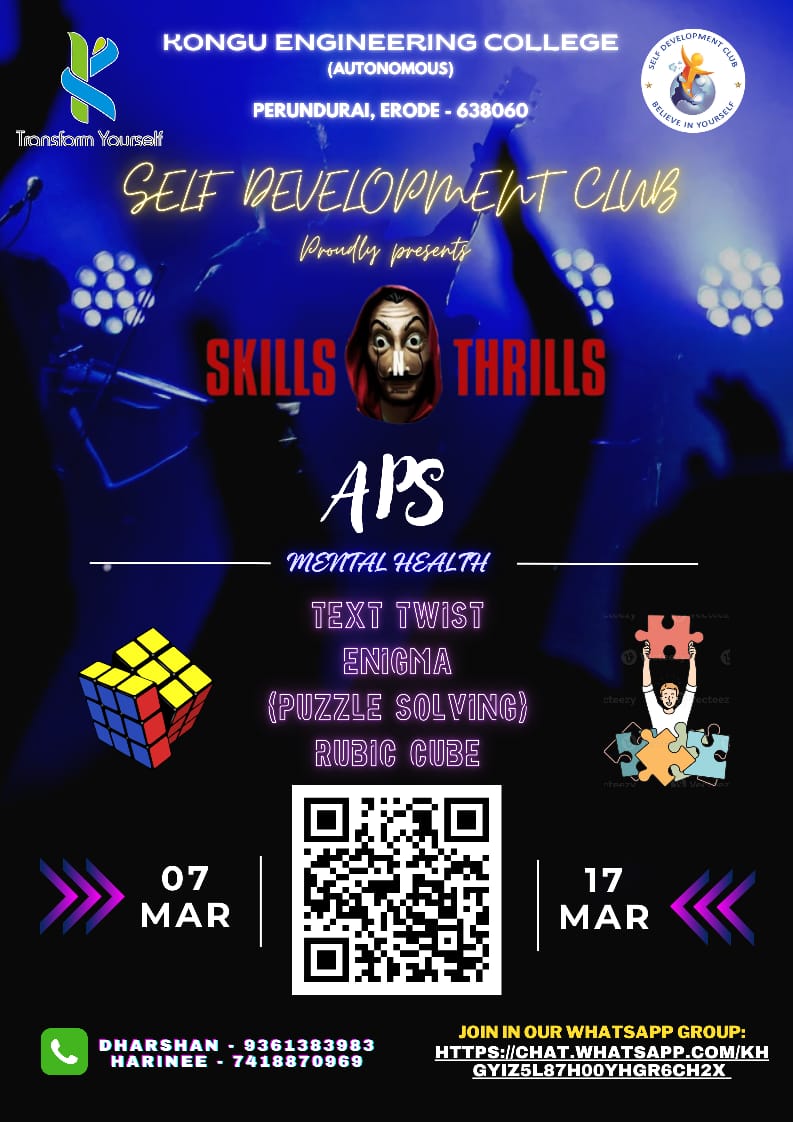 KONGU ENGINEERING COLLEGE
(AUTONOMOUS)
PERUNDURAI, ERODE - 638060
Transform Yourself
SELF DEVELOPMENT CLUB
BELIEVE IN YOURSELF
SELF DEVELOPMENT CLUB
Proudly presents
SKILLS N THRILLS
APS
MENTAL HEALTH
TEXT TWIST
ENIGMA
{PUZZLE SOLVING}
RUBIC CUBE
07
MAR
17
MAR
DHARSHAN - 9361383983
HARINEE - 7418870969
JOIN IN OUR WHATSAPP GROUP:
HTTPS://CHAT.WHATSAPP.COM/KH
GYIZ5L87H00YHGR6CH2X